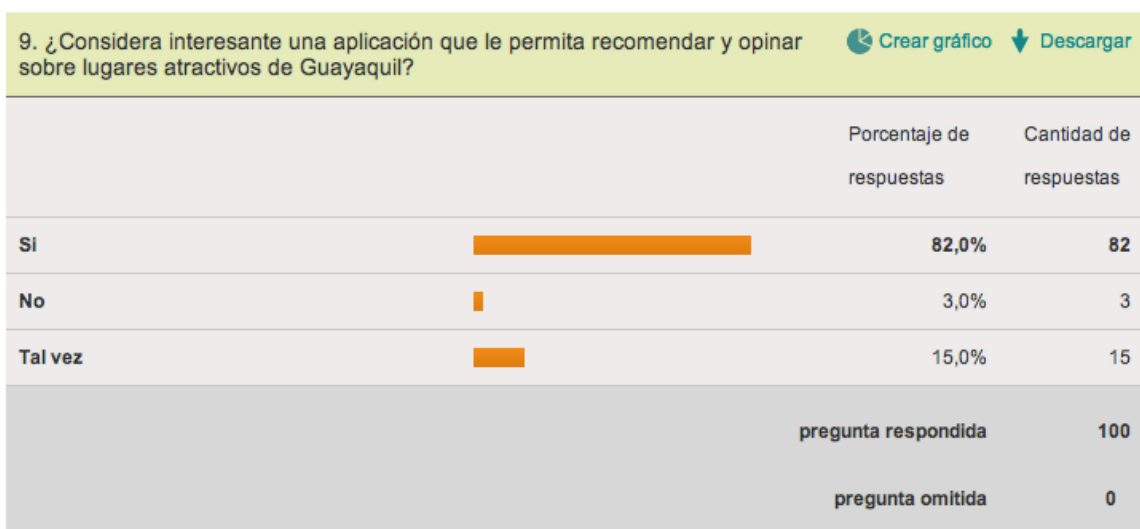 9. ¿Considera interesante una aplicación que le permita recomendar y opinar
sobre lugares atractivos de Guayaquil?
Crear gráfico Descargar
Porcentaje de
respuestas
Cantidad de
respuestas
Si 82,0% 82
No 3,0% 3
Tal vez 15,0% 15
pregunta respondida 100
pregunta omitida 0